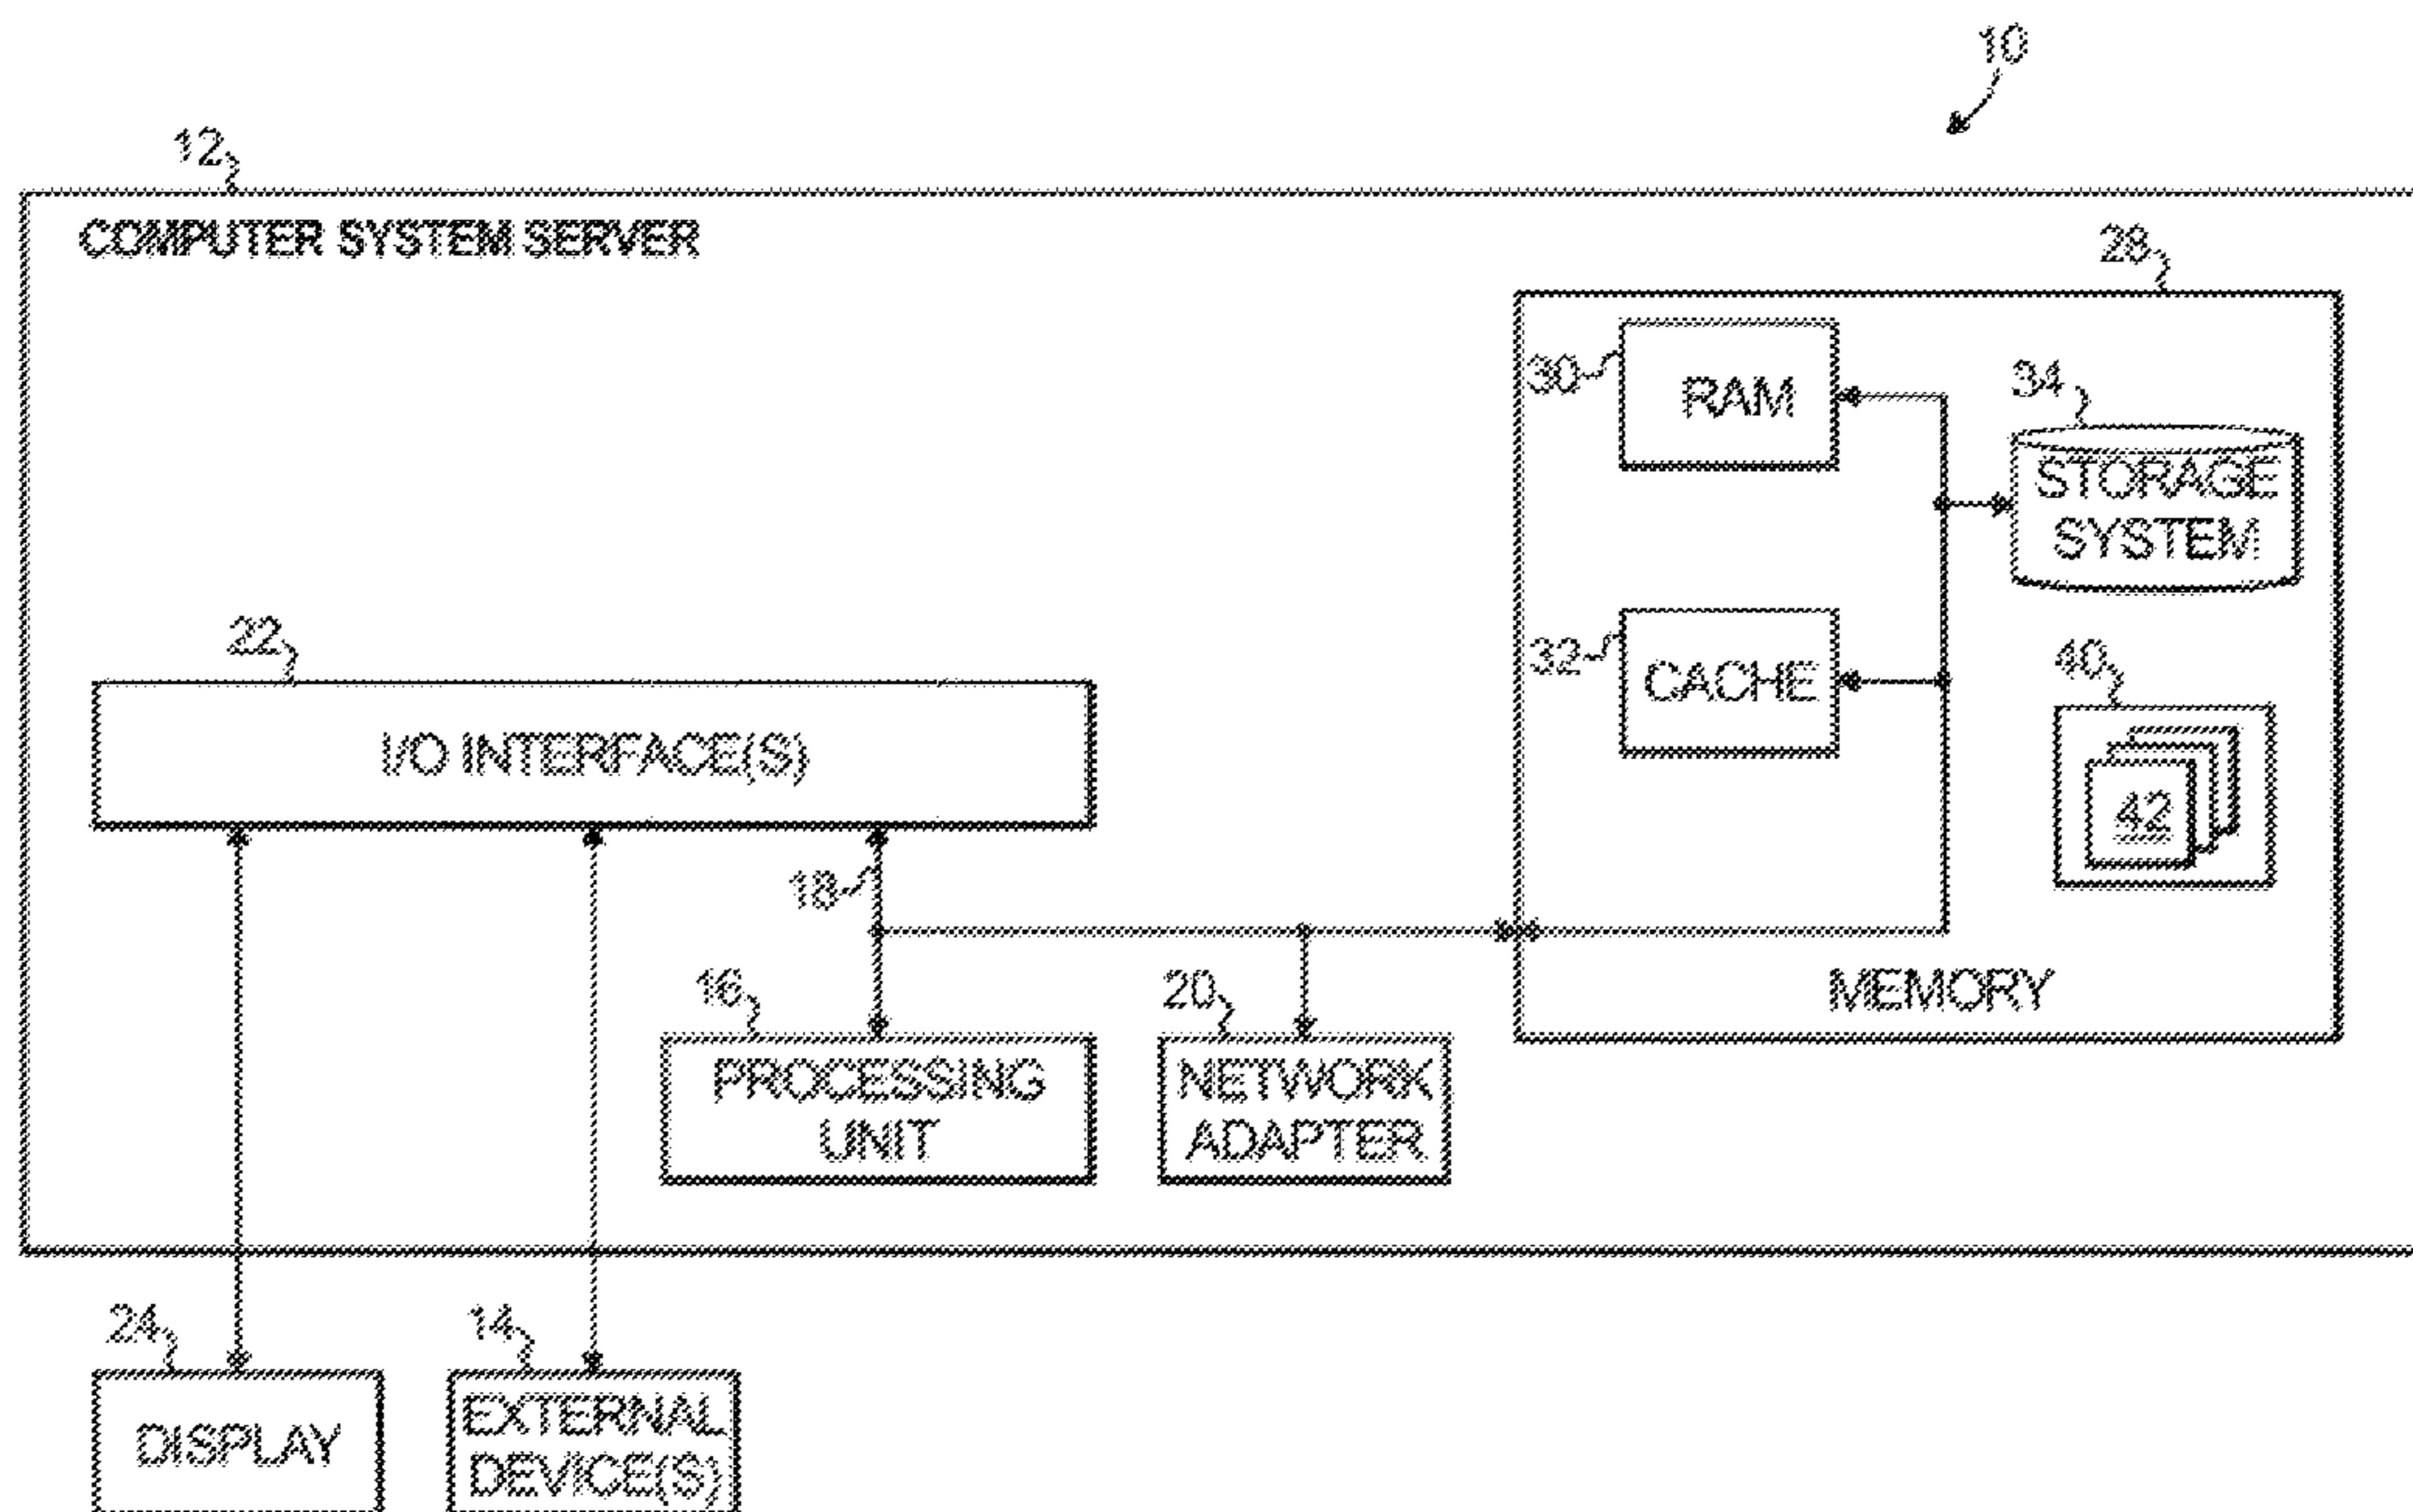 10
12
COMPUTER SYSTEM SERVER
28
30
RAM
34
STORAGE
SYSTEM
22
32
CACHE
40
I/O INTERFACE(S)
42
18
16
20
MEMORY
PROCESSING
UNIT
NETWORK
ADAPTER
24
14
DISPLAY
EXTERNAL
DEVICE(S)